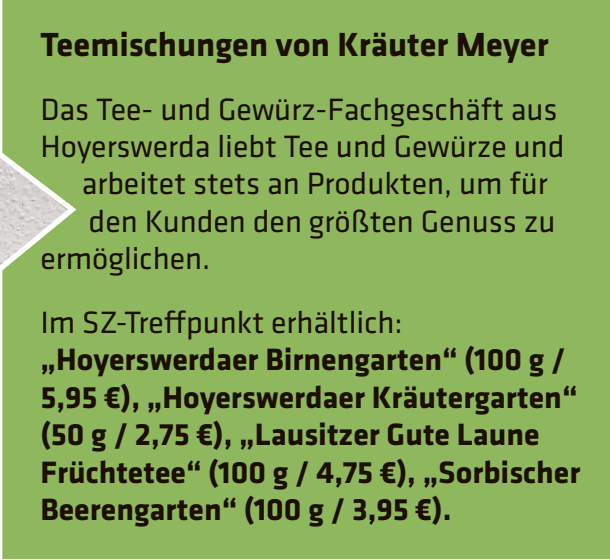 Teemischungen von Kräuter Meyer
Das Tee- und Gewürz-Fachgeschäft aus
Hoyerswerda liebt Tee und Gewürze und
arbeitet stets an Produkten, um für
den Kunden den größten Genuss zu
ermöglichen.
Im SZ-Treffpunkt erhältlich:
„Hoyerswerdaer Birnengarten“ (100 g /
5,95 €), „Hoyerswerdaer Kräutergarten“
(50 g / 2,75 €), „Lausitzer Gute Laune
Früchtetee“ (100 g / 4,75 €), „Sorbischer
Beerengarten“ (100 g / 3,95 €).